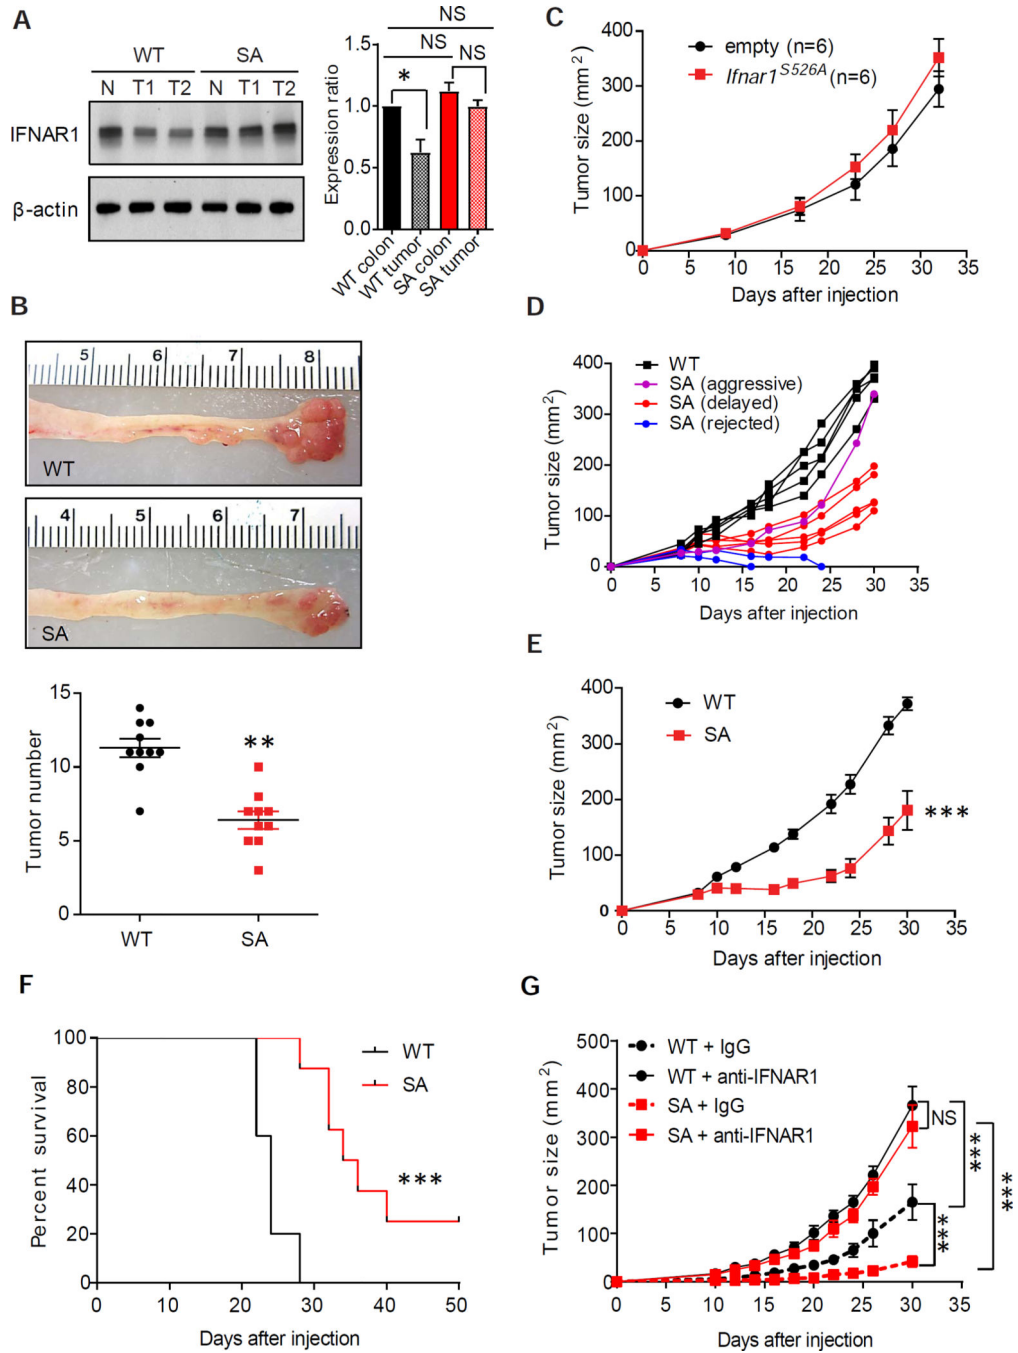 A
WT SA
N T1 T2 N T1 T2
IFNAR1
β-actin
NS
NS
* NS
1.5
1.0
0.5
0.0
Expression ratio
WT colon
WT tumor
SA colon
SA tumor
B
5 6 7 8
WT
4 5 6 7
SA
15
10
5
0
Tumor number
**
WT SA
C
400
300
200
100
0
Tumor size (mm²)
empty (n=6)
Ifnar1^S526A (n=6)
0 5 10 15 20 25 30 35
Days after injection
D
400
300
200
100
0
Tumor size (mm²)
WT
SA (aggressive)
SA (delayed)
SA (rejected)
0 5 10 15 20 25 30 35
Days after injection
E
400
300
200
100
0
Tumor size (mm²)
WT
SA
***
0 5 10 15 20 25 30 35
Days after injection
F
100
80
60
40
20
0
Percent survival
WT
SA
***
0 20 30 40 50
Days after injection
G
500
400
300
200
100
0
Tumor size (mm²)
WT + IgG
WT + anti-IFNAR1
SA + IgG
SA + anti-IFNAR1
NS
***
***
***
0 10 15 20 25 30 35
Days after injection